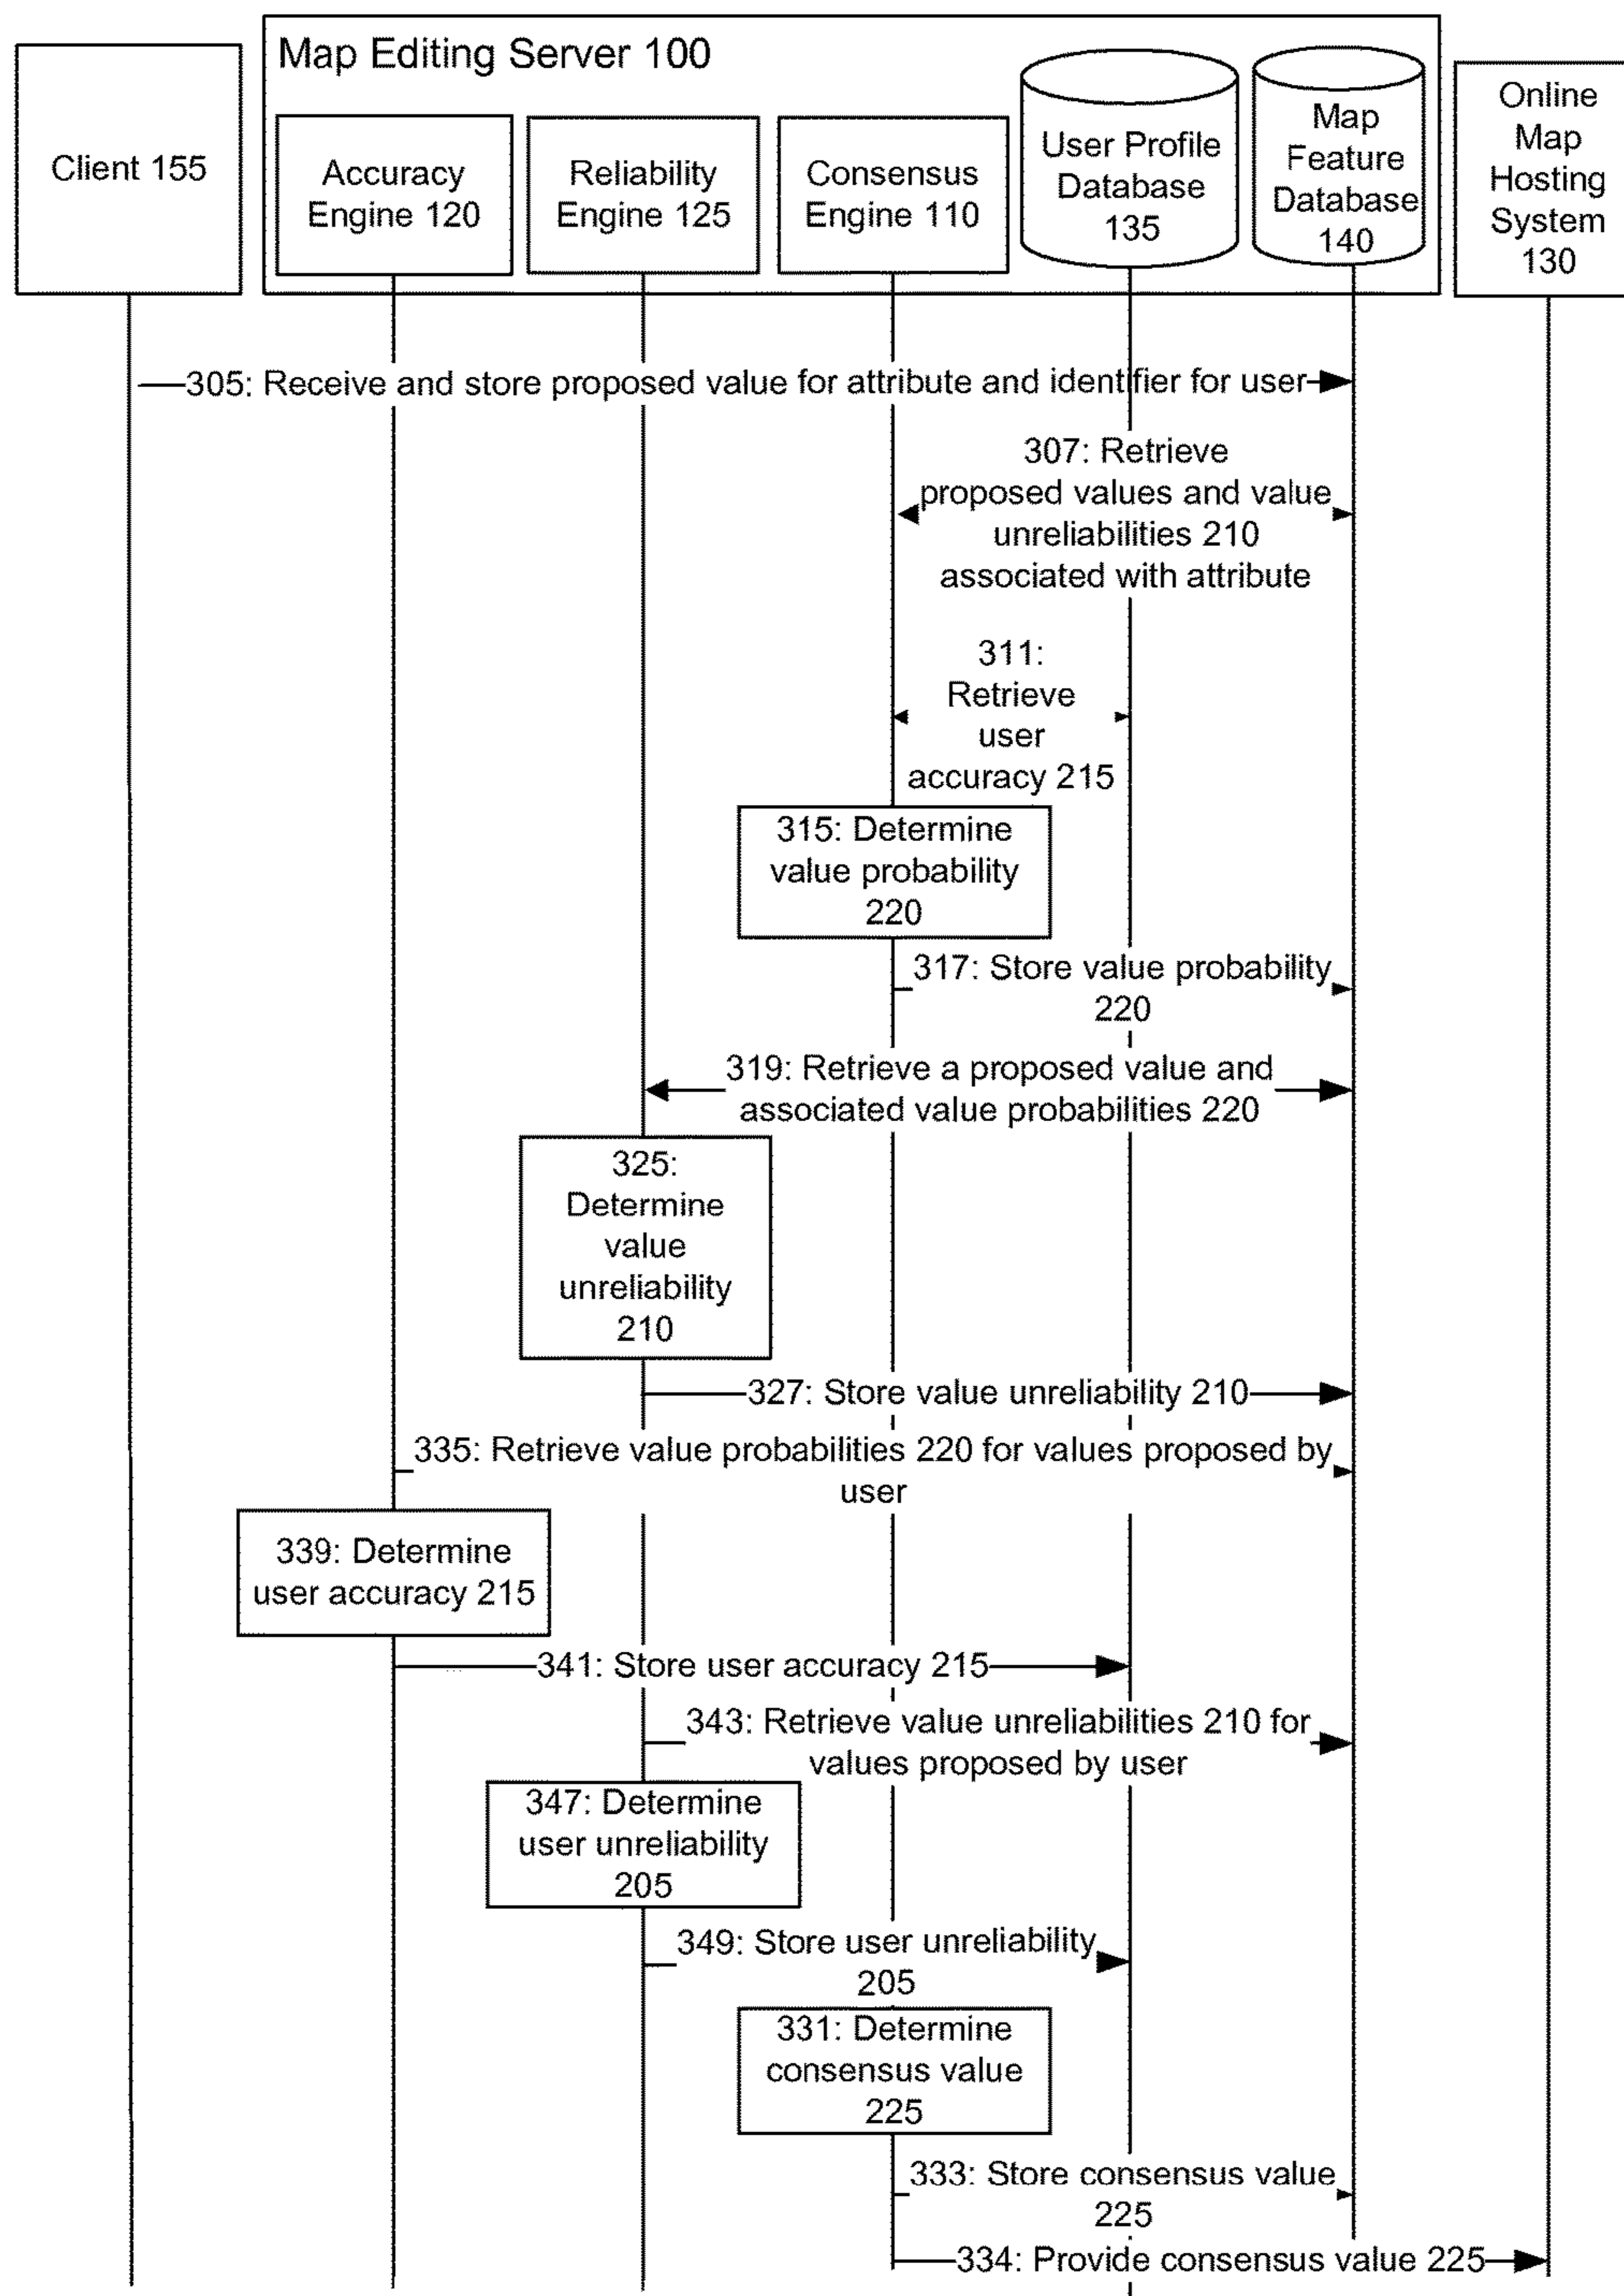 Map Editing Server 100
Client 155
Accuracy
Engine 120
Reliability
Engine 125
Consensus
Engine 110
User Profile
Database
135
Map
Feature
Database
140
Online
Map
Hosting
System
130
305: Receive and store proposed value for attribute and identifier for user
307: Retrieve
proposed values and value
unreliabilities 210
associated with attribute
311:
Retrieve
user
accuracy 215
315: Determine
value probability
220
317: Store value probability
220
319: Retrieve a proposed value and
associated value probabilities 220
325:
Determine
value
unreliability
210
327: Store value unreliability 210
335: Retrieve value probabilities 220 for values proposed by
user
339: Determine
user accuracy 215
341: Store user accuracy 215
343: Retrieve value unreliabilities 210 for
values proposed by user
347: Determine
user unreliability
205
349: Store user unreliability
205
331: Determine
consensus value
225
333: Store consensus value
225
334: Provide consensus value 225